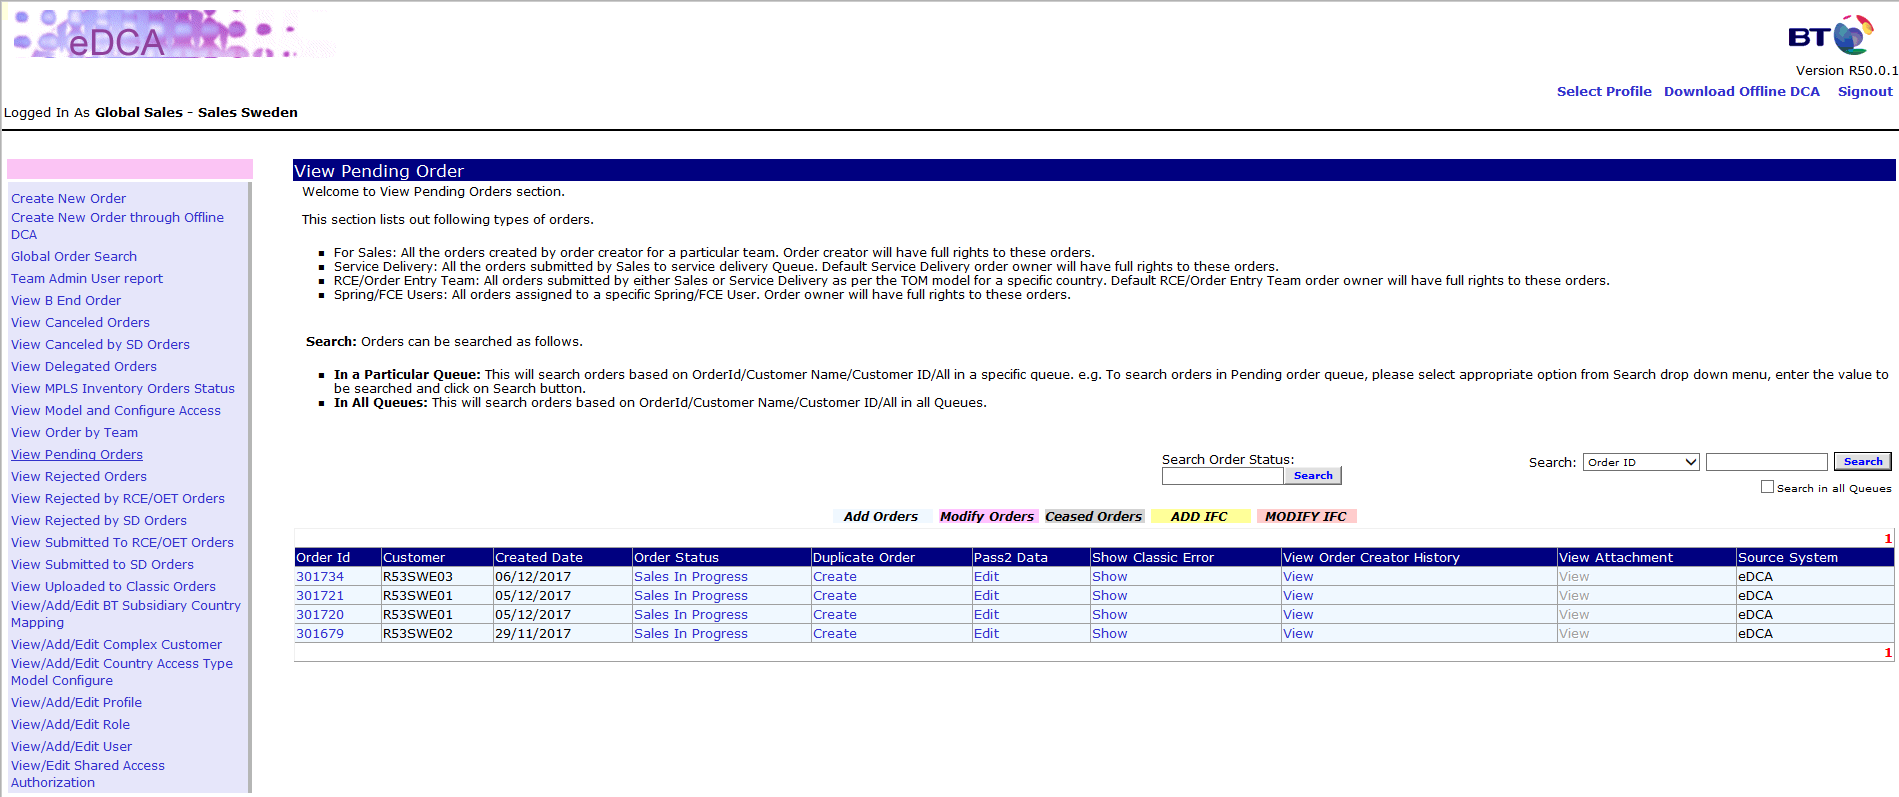 eDCA
BT
Version R50.0.1
Select Profile Download Offline DCA Signout
Logged In As Global Sales - Sales Sweden
Create New Order
Create New Order through Offline
DCA
Global Order Search
Team Admin User report
View B End Order
View Canceled Orders
View Canceled by SD Orders
View Delegated Orders
View MPLS Inventory Orders Status
View Model and Configure Access
View Order by Team
View Pending Orders
View Rejected Orders
View Rejected by RCE/OET Orders
View Rejected by SD Orders
View Submitted To RCE/OET Orders
View Submitted to SD Orders
View Uploaded to Classic Orders
View/Add/Edit BT Subsidiary Country
Mapping
View/Add/Edit Complex Customer
View/Add/Edit Country Access Type
Model Configure
View/Add/Edit Profile
View/Add/Edit Role
View/Add/Edit User
View/Edit Shared Access
Authorization
View Pending Order
Welcome to View Pending Orders section.
This section lists out following types of orders.
For Sales: All the orders created by order creator for a particular team. Order creator will have full rights to these orders.
Service Delivery: All the orders submitted by Sales to service delivery Queue. Default Service Delivery order owner will have full rights to these orders.
RCE/Order Entry Team: All orders submitted by either Sales or Service Delivery as per the TOM model for a specific country. Default RCE/Order Entry Team order owner will have full rights to these orders.
Spring/FCE Users: All orders assigned to a specific Spring/FCE User. Order owner will have full rights to these orders.
Search: Orders can be searched as follows.
In a Particular Queue: This will search orders based on OrderId/Customer Name/Customer ID/All in a specific queue. e.g. To search orders in Pending order queue, please select appropriate option from Search drop down menu, enter the value to
be searched and click on Search button.
In All Queues: This will search orders based on OrderId/Customer Name/Customer ID/All in all Queues.
Search Order Status:
Search
Search: Order ID Search
Search in all Queues
Add Orders Modify Orders Ceased Orders ADD IFC MODIFY IFC
1
Order Id Customer Created Date Order Status Duplicate Order Pass2 Data Show Classic Error View Order Creator History View Attachment Source System
301734 R53SWE03 06/12/2017 Sales In Progress Create Edit Show View View eDCA
301721 R53SWE01 05/12/2017 Sales In Progress Create Edit Show View View eDCA
301720 R53SWE01 05/12/2017 Sales In Progress Create Edit Show View View eDCA
301679 R53SWE02 29/11/2017 Sales In Progress Create Edit Show View View eDCA
1